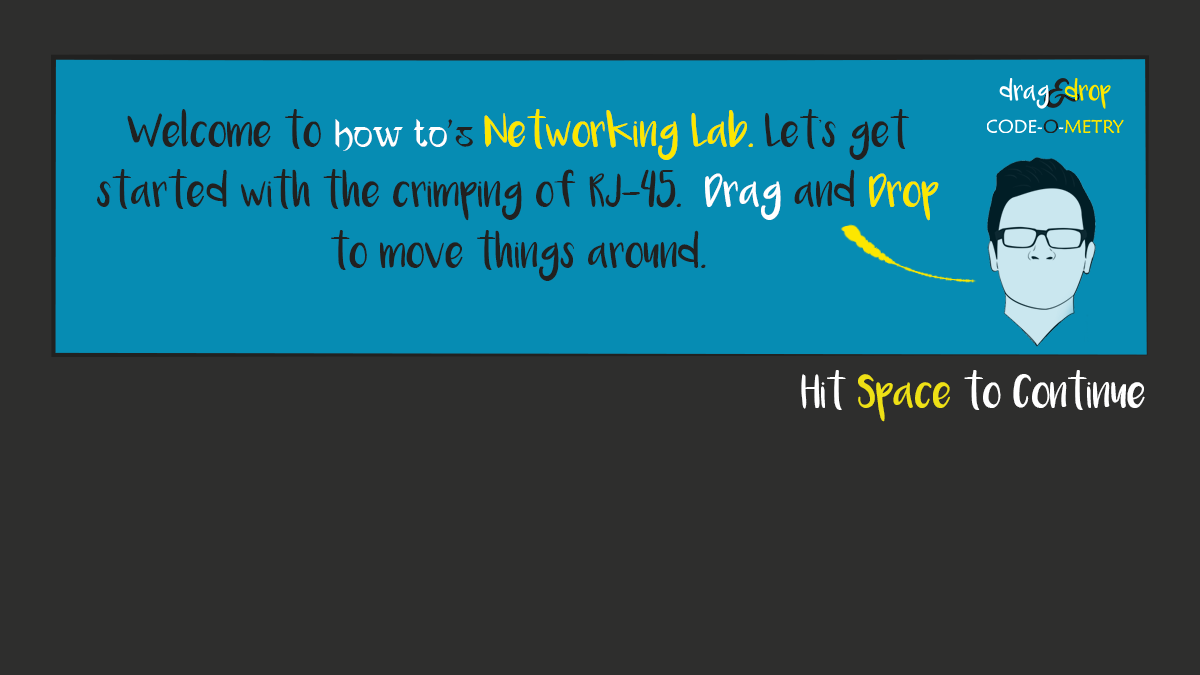 Welcome to how to's Networking Lab. Let's get
started with the crimping of RJ-45. Drag and Drop
to move things around.
drag&drop
CODE-O-METRY
Hit Space to Continue